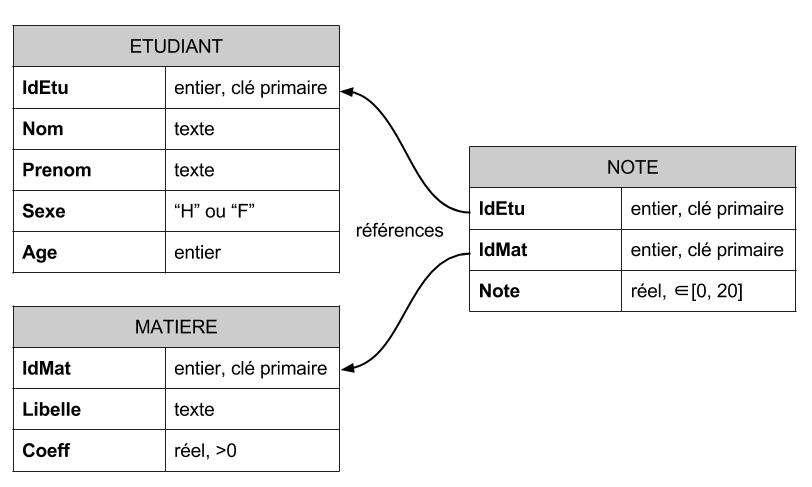 ETUDIANT
IdEtu entier, clé primaire
Nom texte
Prenom texte
Sexe “H” ou “F”
Age entier
références
NOTE
IdEtu entier, clé primaire
IdMat entier, clé primaire
Note réel, ∈[0, 20]
MATIERE
IdMat entier, clé primaire
Libelle texte
Coeff réel, >0